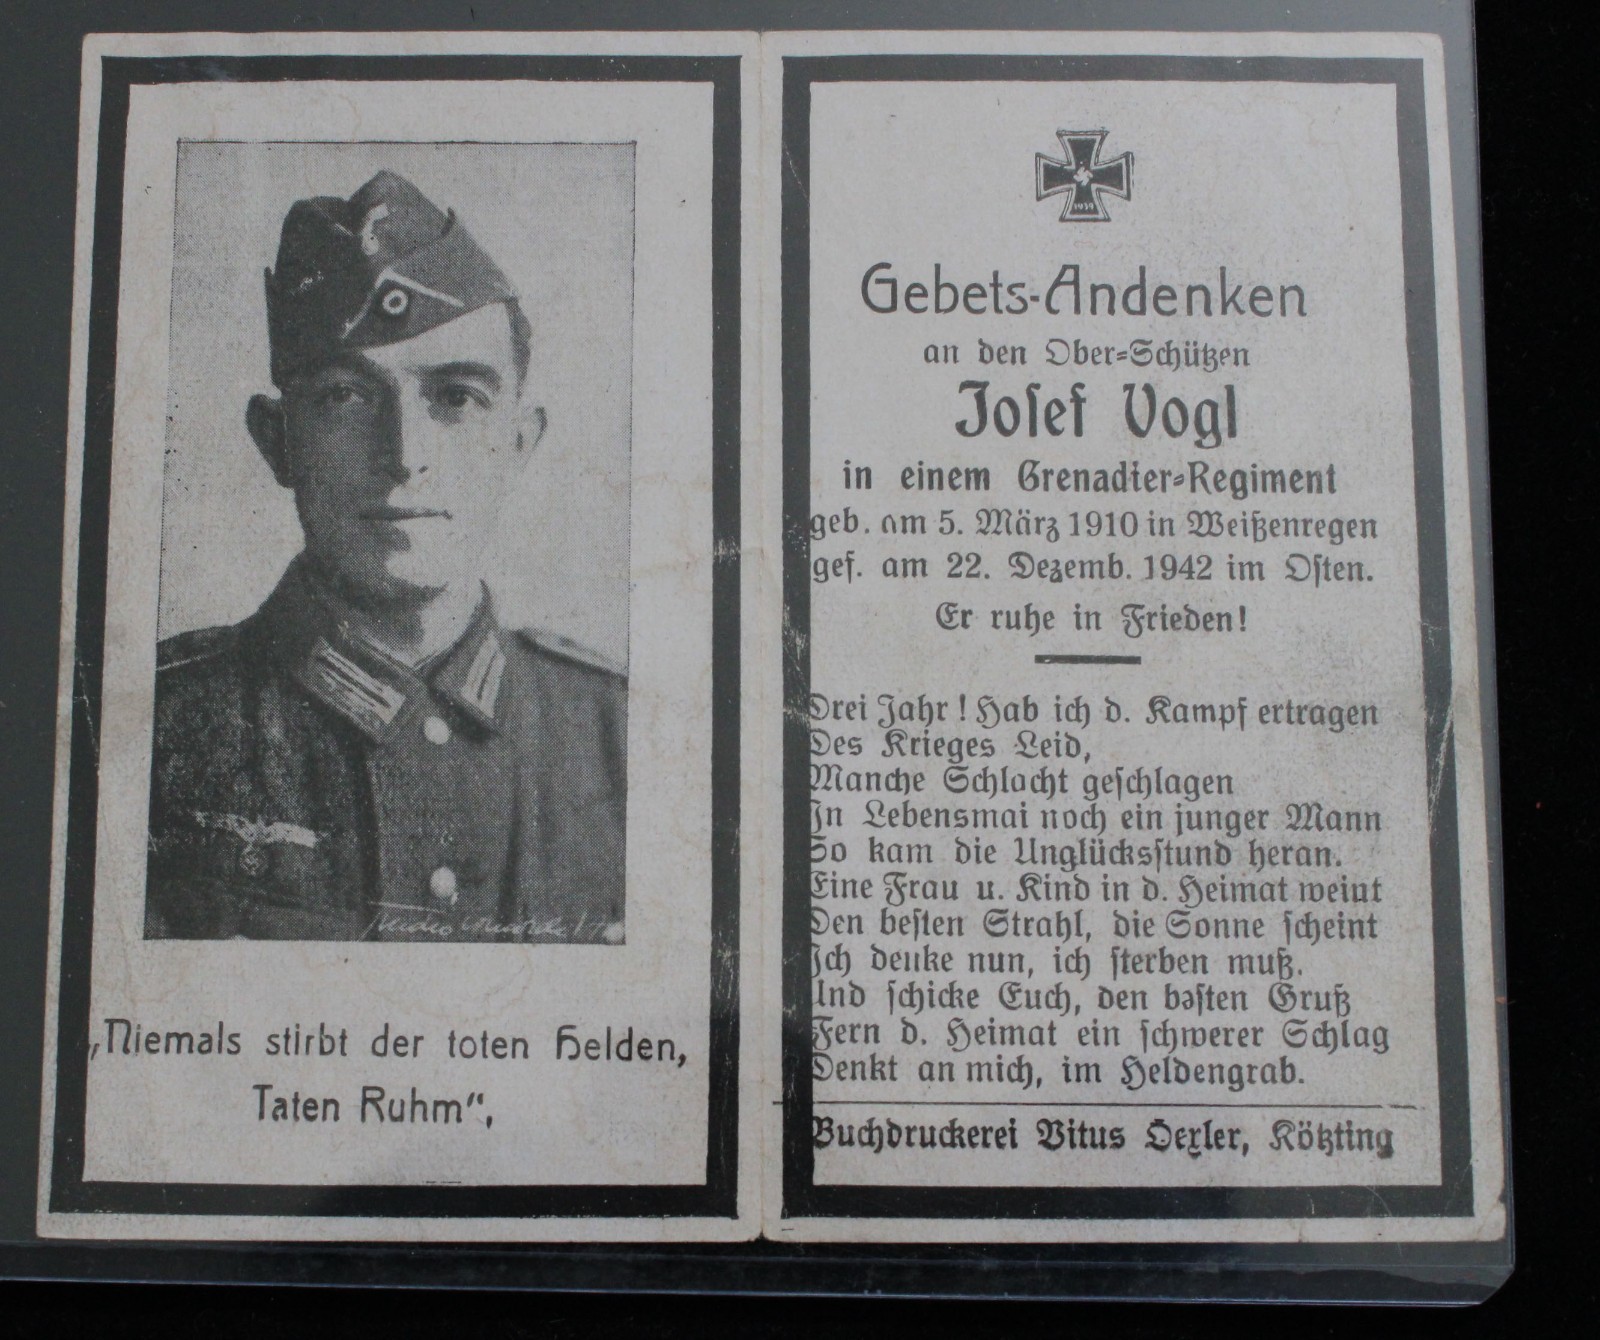 „Niemals stirbt der toten Helden,
Taten Ruhm“,
1939
Gebets-Andenken
an den Ober-Schützen
Josef Vogl
in einem Grenadier-Regiment
geb. am 5. März 1910 in Weißenregen
gef. am 22. Dezemb. 1942 im Osten.
Er ruhe in Frieden!
Drei Jahr! Hab ich d. Kampf ertragen
Des Krieges Leid,
Manche Schlacht geschlagen
In Lebensmai noch ein junger Mann
So kam die Unglücksstund heran.
Eine Frau u. Kind in d. Heimat weint
Den besten Strahl, die Sonne scheint
Ich denke nun, ich sterben muß.
Und schicke Euch, den besten Gruß
Fern d. Heimat ein schwerer Schlag
Denkt an mich, im Heldengrab.
Buchdruckerei Vitus Oexler, Kötzting